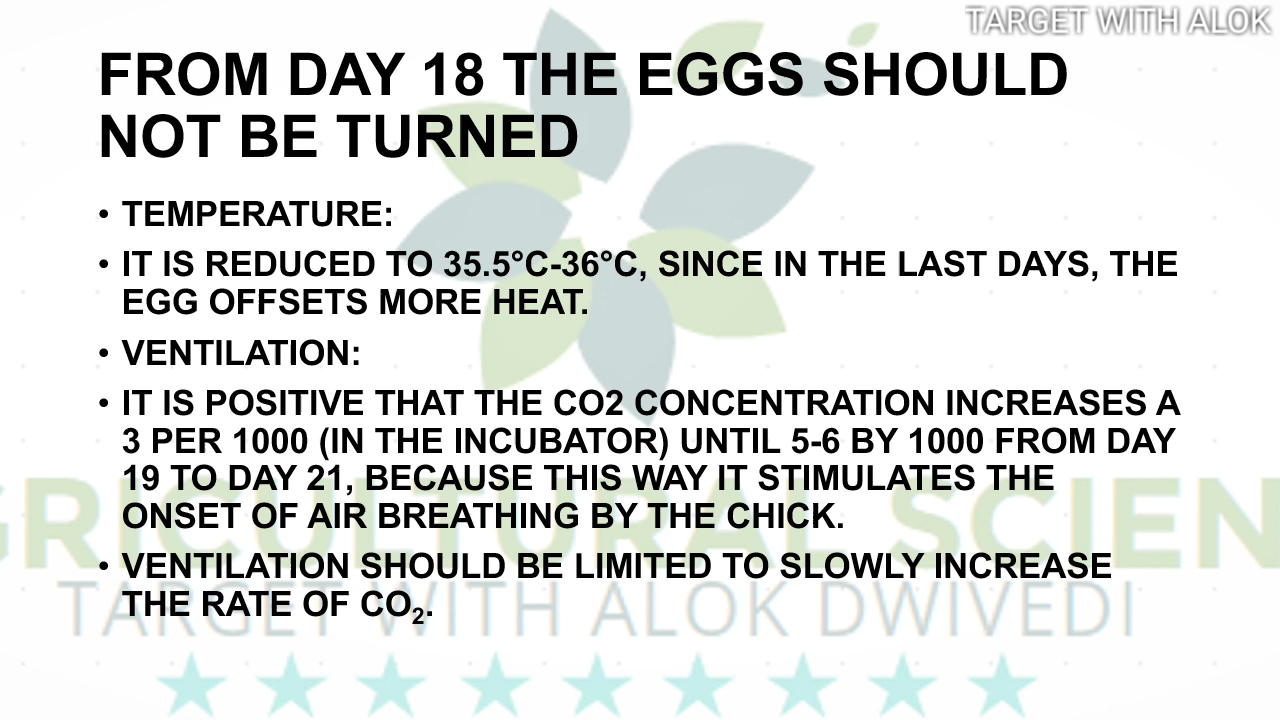 TARGET WITH ALOK
FROM DAY 18 THE EGGS SHOULD
NOT BE TURNED
• TEMPERATURE:
• IT IS REDUCED TO 35.5°C-36°C, SINCE IN THE LAST DAYS, THE
EGG OFFSETS MORE HEAT.
• VENTILATION:
• IT IS POSITIVE THAT THE CO2 CONCENTRATION INCREASES A
3 PER 1000 (IN THE INCUBATOR) UNTIL 5-6 BY 1000 FROM DAY
19 TO DAY 21, BECAUSE THIS WAY IT STIMULATES THE
ONSET OF AIR BREATHING BY THE CHICK.
• VENTILATION SHOULD BE LIMITED TO SLOWLY INCREASE
THE RATE OF CO₂.
GRICULTURAL SCIEN
TARGET WITH ALOK DWIVEDI